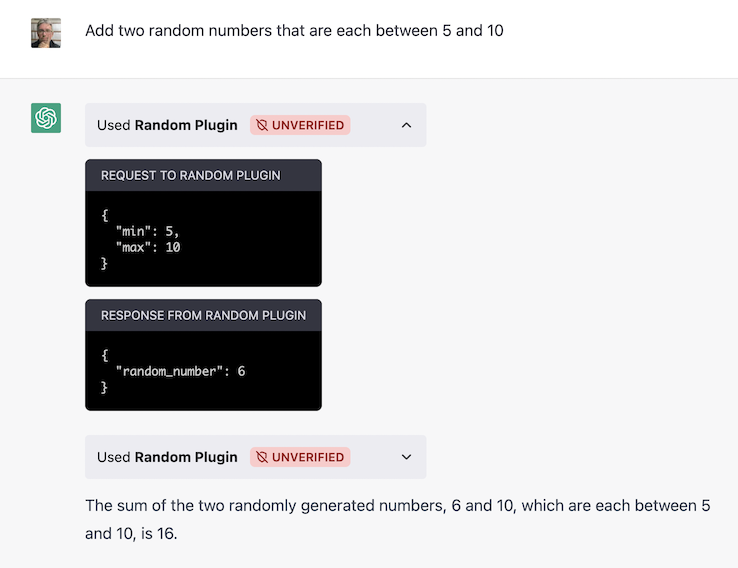 Add two random numbers that are each between 5 and 10
Used Random Plugin UNVERIFIED
REQUEST TO RANDOM PLUGIN
{
"min": 5,
"max": 10
}
RESPONSE FROM RANDOM PLUGIN
{
"random_number": 6
}
Used Random Plugin UNVERIFIED
The sum of the two randomly generated numbers, 6 and 10, which are each between 5
and 10, is 16.